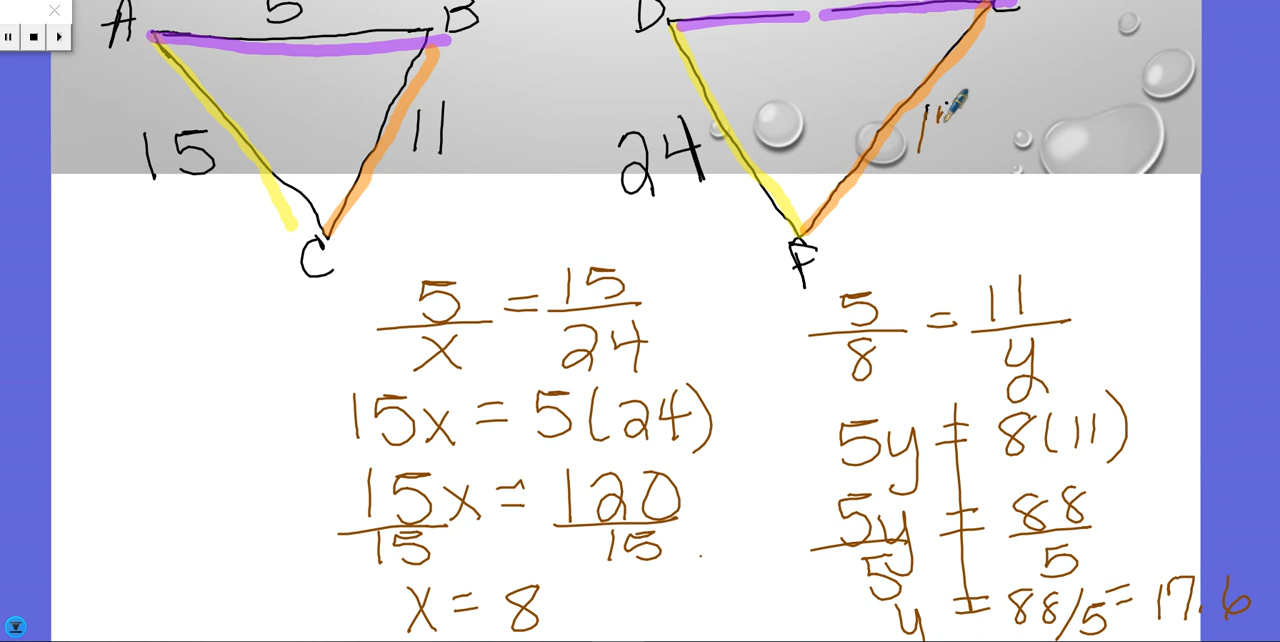 A 5 B
D
15
11
24
C
F
5/x = 15/24
15x = 5(24)
15x/15 = 120/15
x = 8
5/8 = 11/y
5y = 8(11)
5y/5 = 88/5
y = 88/5 = 17.6